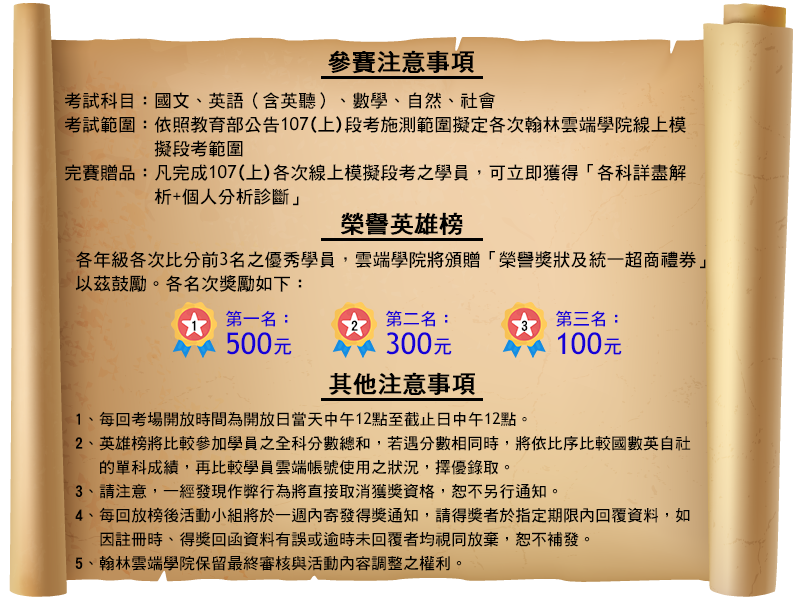 參賽注意事項
考試科目：國文、英語（含英聽）、數學、自然、社會
考試範圍：依照教育部公告107(上)段考施測範圍擬定各次翰林雲端學院線上模
擬段考範圍
完賽贈品：凡完成107(上)各次線上模擬段考之學員，可立即獲得「各科詳盡解
析+個人分析診斷」
榮譽英雄榜
各年級各次比分前3名之優秀學員，雲端學院將頒贈「榮譽獎狀及統一超商禮券」
以茲鼓勵。各名次獎勵如下：
1 第一名： 2 第二名： 3 第三名：
500元 300元 100元
其他注意事項
1、每回考場開放時間為開放日當天中午12點至截止日中午12點。
2、英雄榜將比較參加學員之全科分數總和，若遇分數相同時，將依比序比較國數英自社
的單科成績，再比較學員雲端帳號使用之狀況，擇優錄取。
3、請注意，一經發現作弊行為將直接取消獲獎資格，恕不另行通知。
4、每回放榜後活動小組將於一週內寄發得獎通知，請得獎者於指定期限內回覆資料，如
因註冊時、得獎回函資料有誤或逾時未回覆者均視同放棄，恕不補發。
5、翰林雲端學院保留最終審核與活動內容調整之權利。